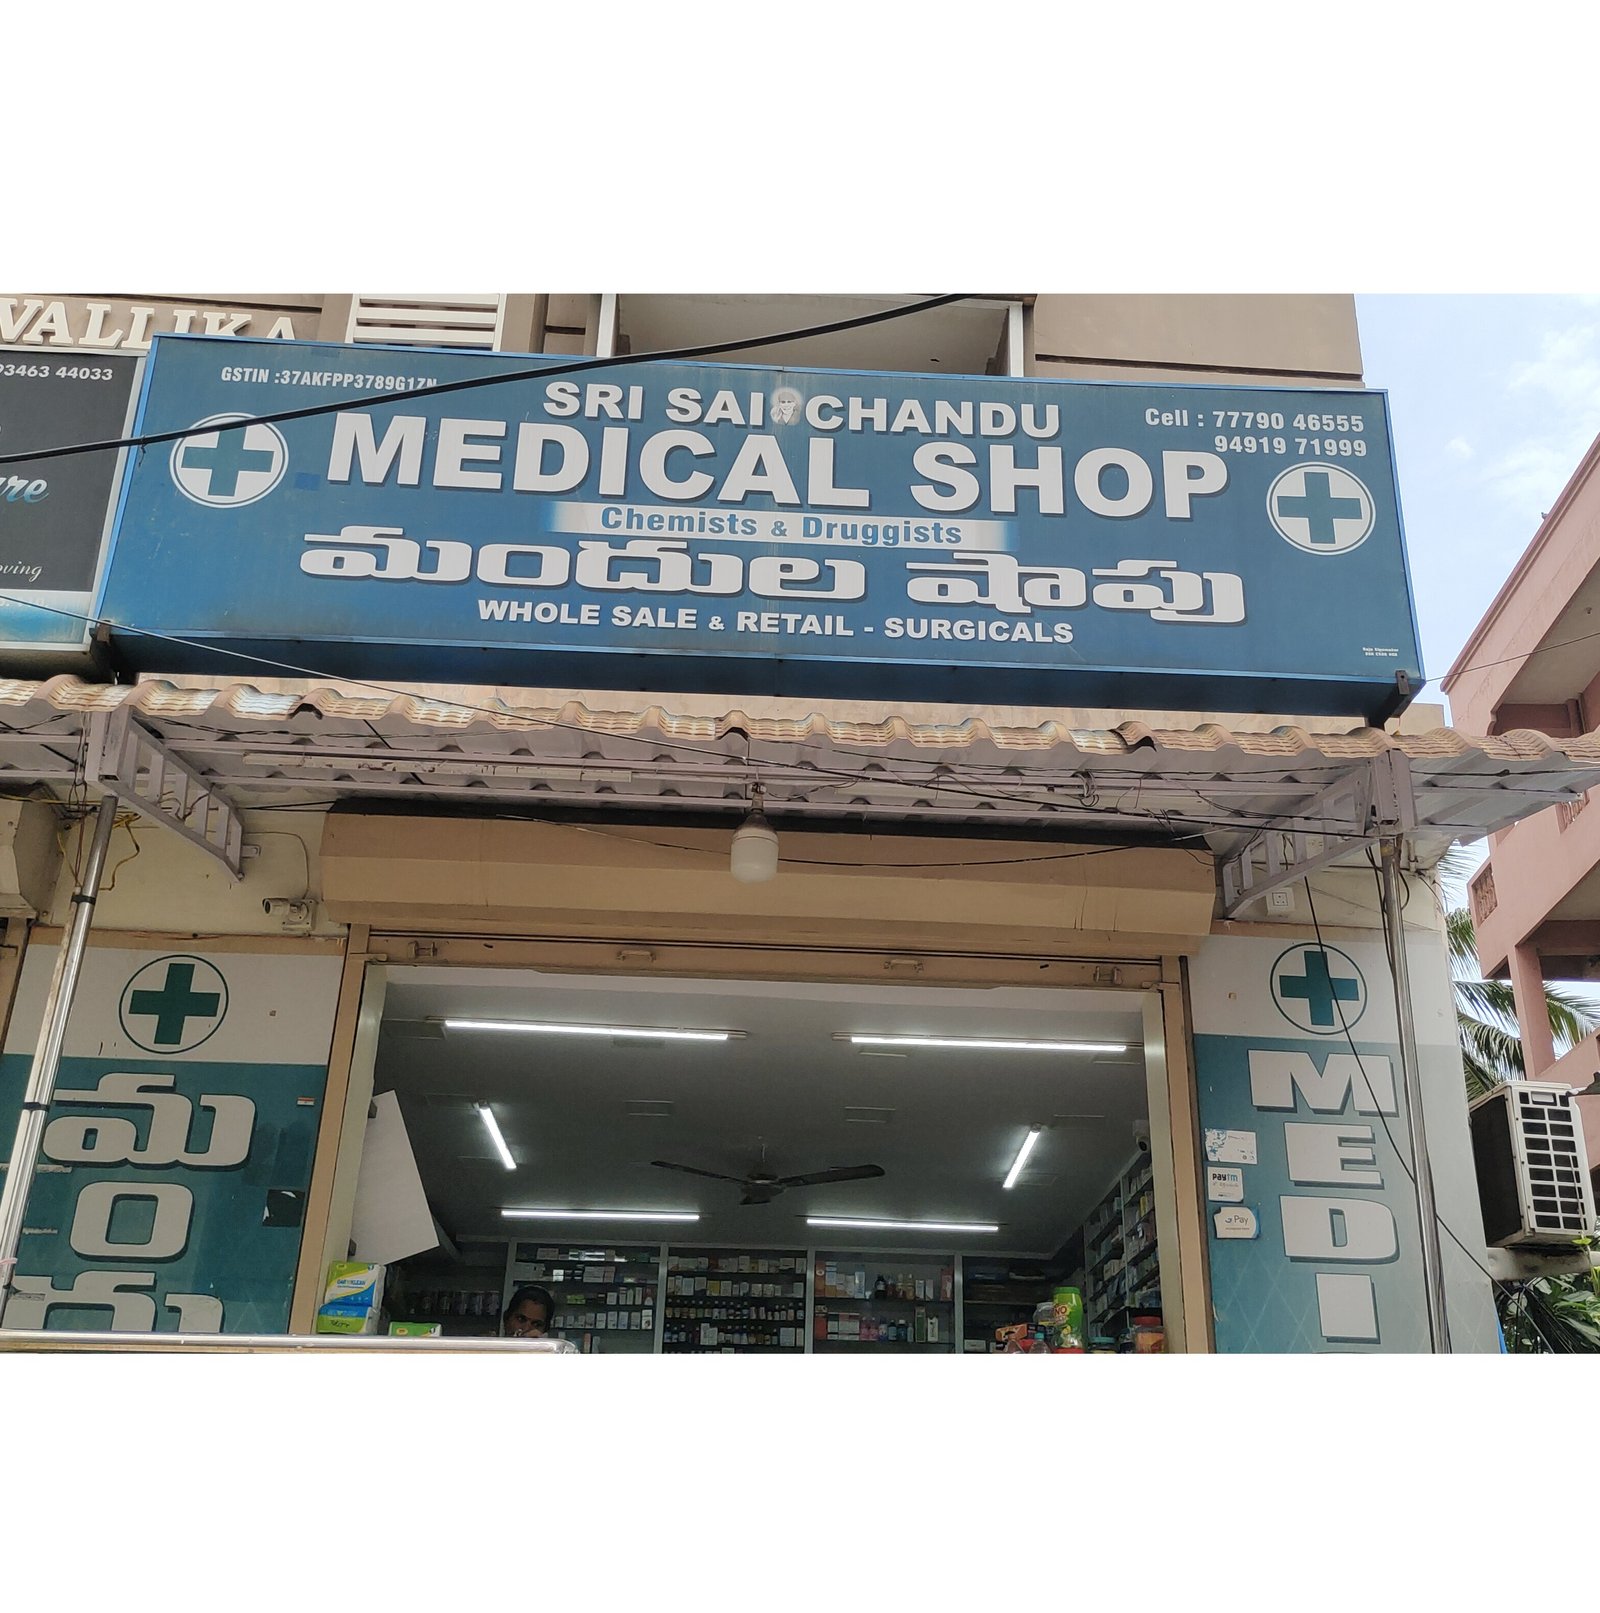 VALLIKA
93463 44033
GSTIN :37AKFPP3789G1ZN
SRI SAI CHANDU
Cell : 77790 46555
94919 71999
MEDICAL SHOP
Chemists & Druggists
మందుల షాపు
WHOLE SALE & RETAIL - SURGICALS
మ
ం
దు
MEDI
paytm
Pay